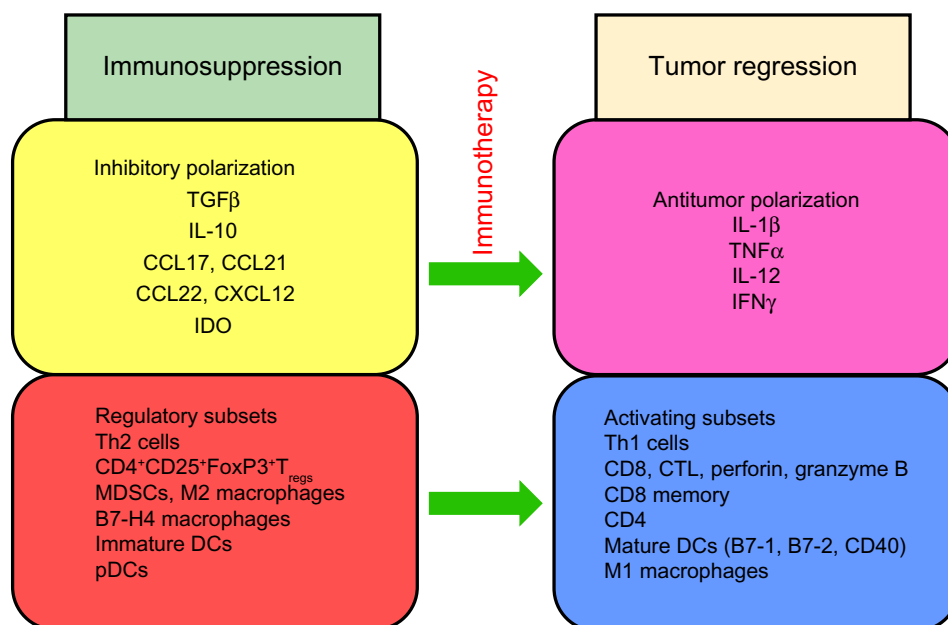 Immunosuppression
Inhibitory polarization
TGFβ
IL-10
CCL17, CCL21
CCL22, CXCL12
IDO
Regulatory subsets
Th2 cells
CD4⁺CD25⁺FoxP3⁺T regs
MDSCs, M2 macrophages
B7-H4 macrophages
Immature DCs
pDCs
Immunotherapy
Tumor regression
Antitumor polarization
IL-1β
TNFα
IL-12
IFNγ
Activating subsets
Th1 cells
CD8, CTL, perforin, granzyme B
CD8 memory
CD4
Mature DCs (B7-1, B7-2, CD40)
M1 macrophages